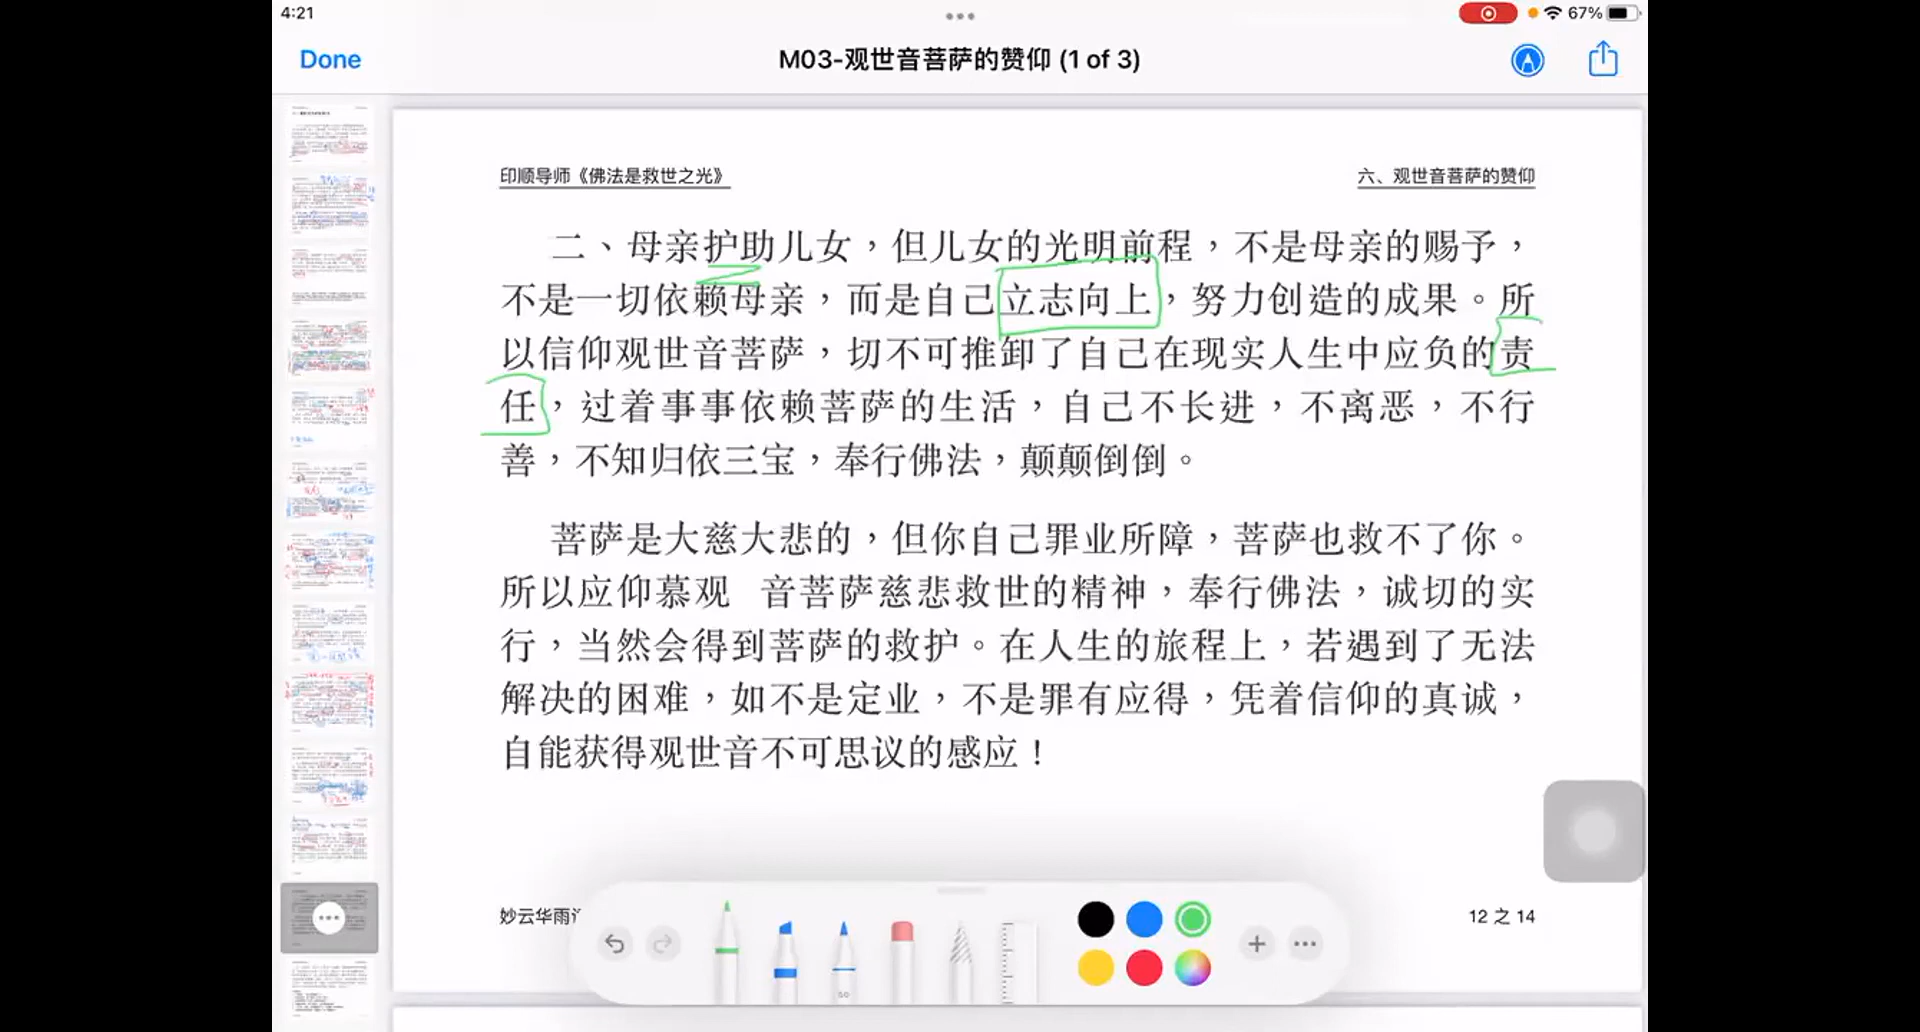 4:21
67%
Done
M03-观世音菩萨的赞仰 (1 of 3)
印顺导师《佛法是救世之光》
六、观世音菩萨的赞仰
二、母亲护助儿女，但儿女的光明前程，不是母亲的赐予，
不是一切依赖母亲，而是自己立志向上，努力创造的成果。所
以信仰观世音菩萨，切不可推卸了自己在现实人生中应负的责
任，过着事事依赖菩萨的生活，自己不长进，不离恶，不行
善，不知归依三宝，奉行佛法，颠颠倒倒。
菩萨是大慈大悲的，但你自己罪业所障，菩萨也救不了你。
所以应仰慕观 音菩萨慈悲救世的精神，奉行佛法，诚切的实
行，当然会得到菩萨的救护。在人生的旅程上，若遇到了无法
解决的困难，如不是定业，不是罪有应得，凭着信仰的真诚，
自能获得观世音不可思议的感应！
妙云华雨
12 之 14